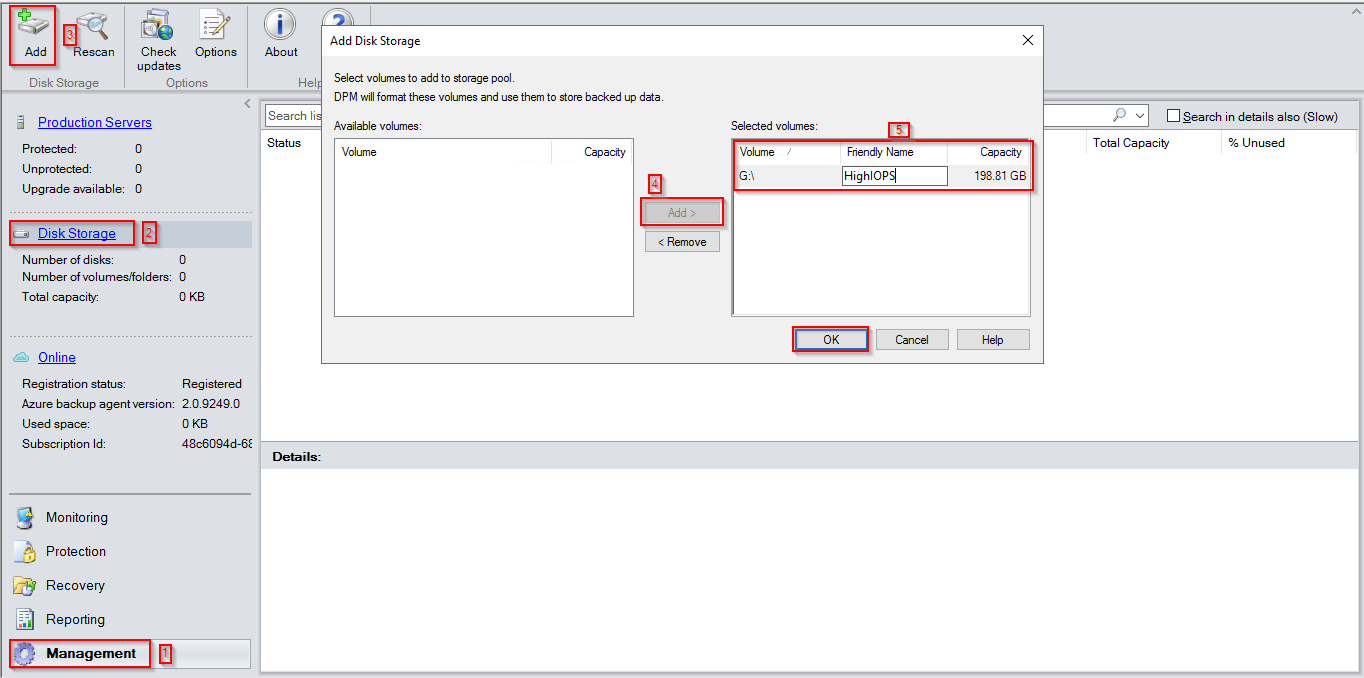 Add
3
Rescan
Check
updates
Options
About
Disk Storage
Options
Help
Production Servers
Protected: 0
Unprotected: 0
Upgrade available: 0
Disk Storage
2
Number of disks: 0
Number of volumes/folders: 0
Total capacity: 0 KB
Online
Registration status: Registered
Azure backup agent version: 2.0.9249.0
Used space: 0 KB
Subscription Id: 48c6094d-68
Monitoring
Protection
Recovery
Reporting
Management
1
Search lis
Search in details also (Slow)
Status
Total Capacity
% Unused
Add Disk Storage
Select volumes to add to storage pool.
DPM will format these volumes and use them to store backed up data.
Available volumes:
Volume Capacity
4
Add >
< Remove
Selected volumes:
5
Volume / Friendly Name Capacity
G:\ HighIOPS 198.81 GB
OK
Cancel
Help
Details: